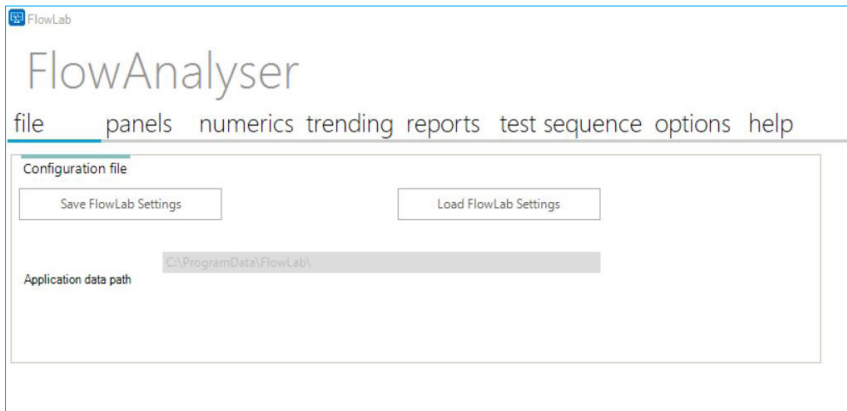 FlowLab
FlowAnalyser
file panels numerics trending reports test sequence options help
Configuration file
Save FlowLab Settings Load FlowLab Settings
C:\ProgramData\FlowLab\
Application data path